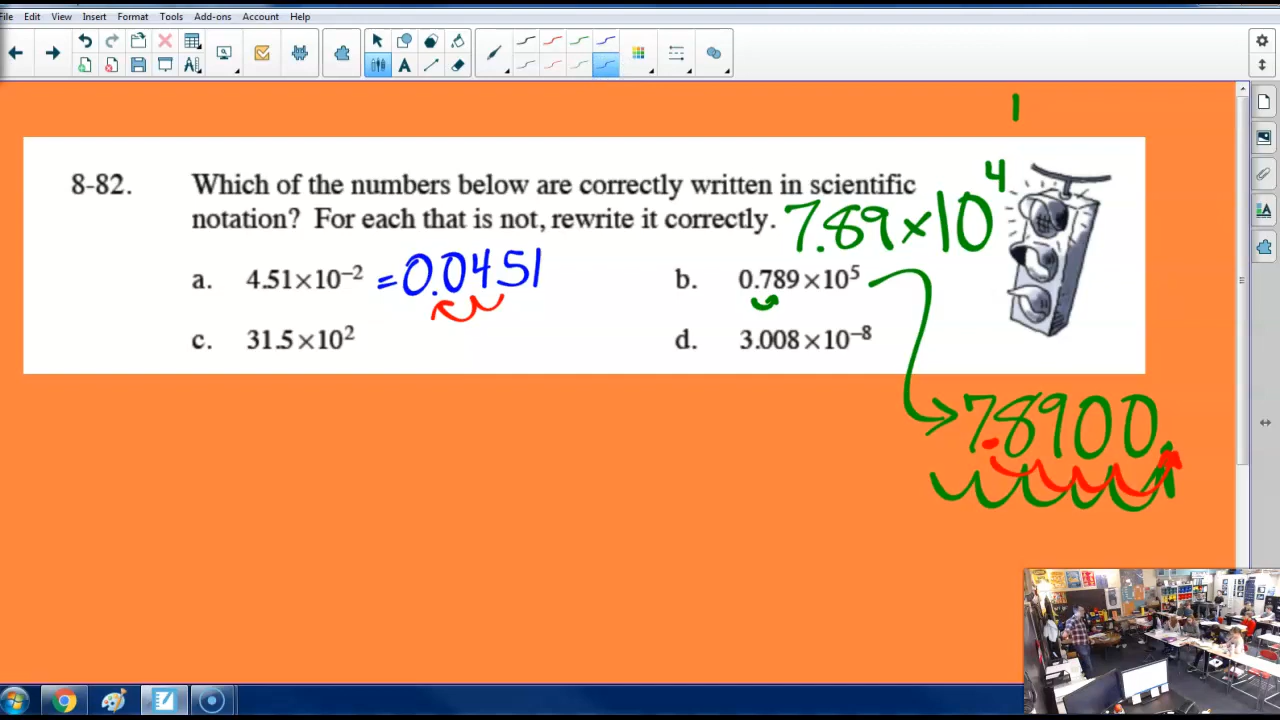 File Edit View Insert Format Tools Add-ons Account Help
1
8-82. Which of the numbers below are correctly written in scientific
notation? For each that is not, rewrite it correctly. 7.89×10⁴
a. 4.51×10⁻² = 0.0451 b. 0.789×10⁵
c. 31.5×10² d. 3.008×10⁻⁸
7.8900.